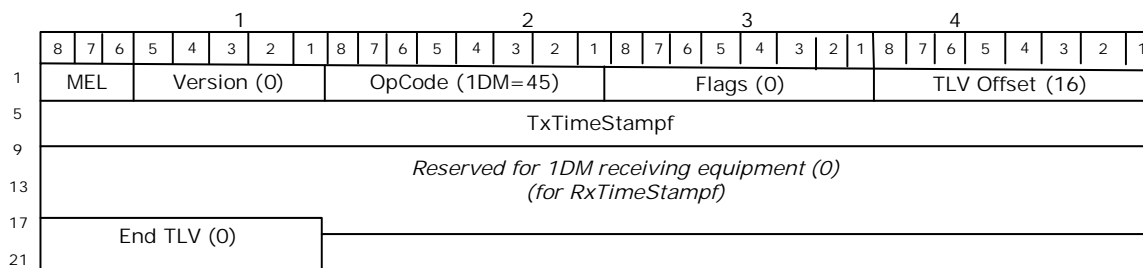 1 2 3 4
8 7 6 5 4 3 2 1 8 7 6 5 4 3 2 1 8 7 6 5 4 3 2 1 8 7 6 5 4 3 2 1
1 MEL Version (0) OpCode (1DM=45) Flags (0) TLV Offset (16)
5 TxTimeStampf
9
Reserved for 1DM receiving equipment (0)
13 (for RxTimeStampf)
17
End TLV (0)
21